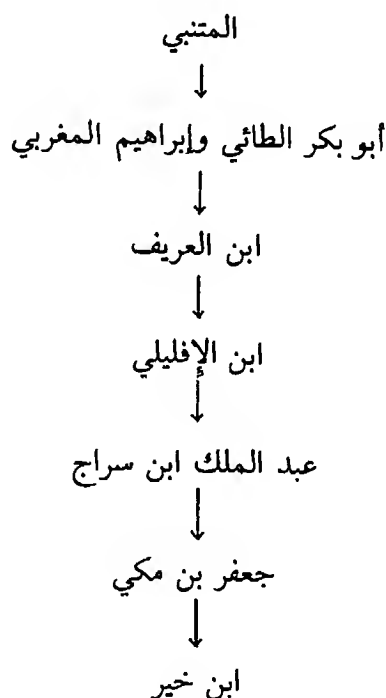 المتنبي
أبو بكر الطائي وإبراهيم المغربي
ابن العريف
ابن الإفليلي
عبد الملك ابن سراج
جعفر بن مكي
ابن خير